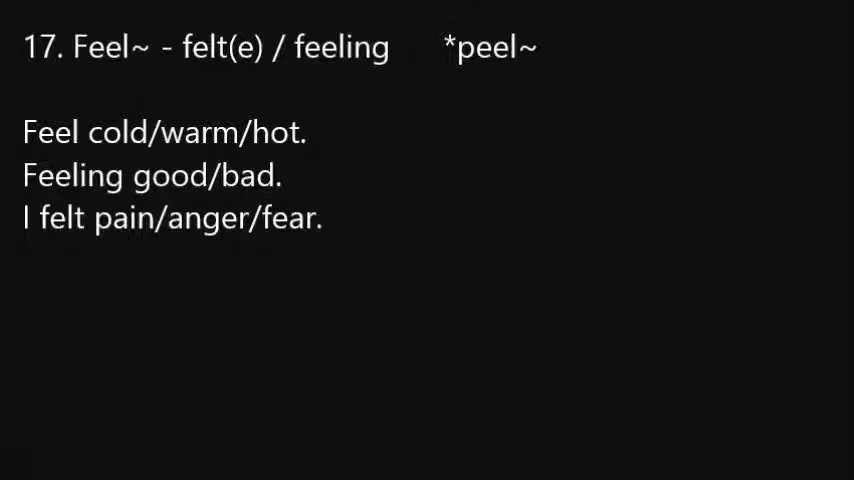 17. Feel~ - felt(e) / feeling *peel~
Feel cold/warm/hot.
Feeling good/bad.
I felt pain/anger/fear.